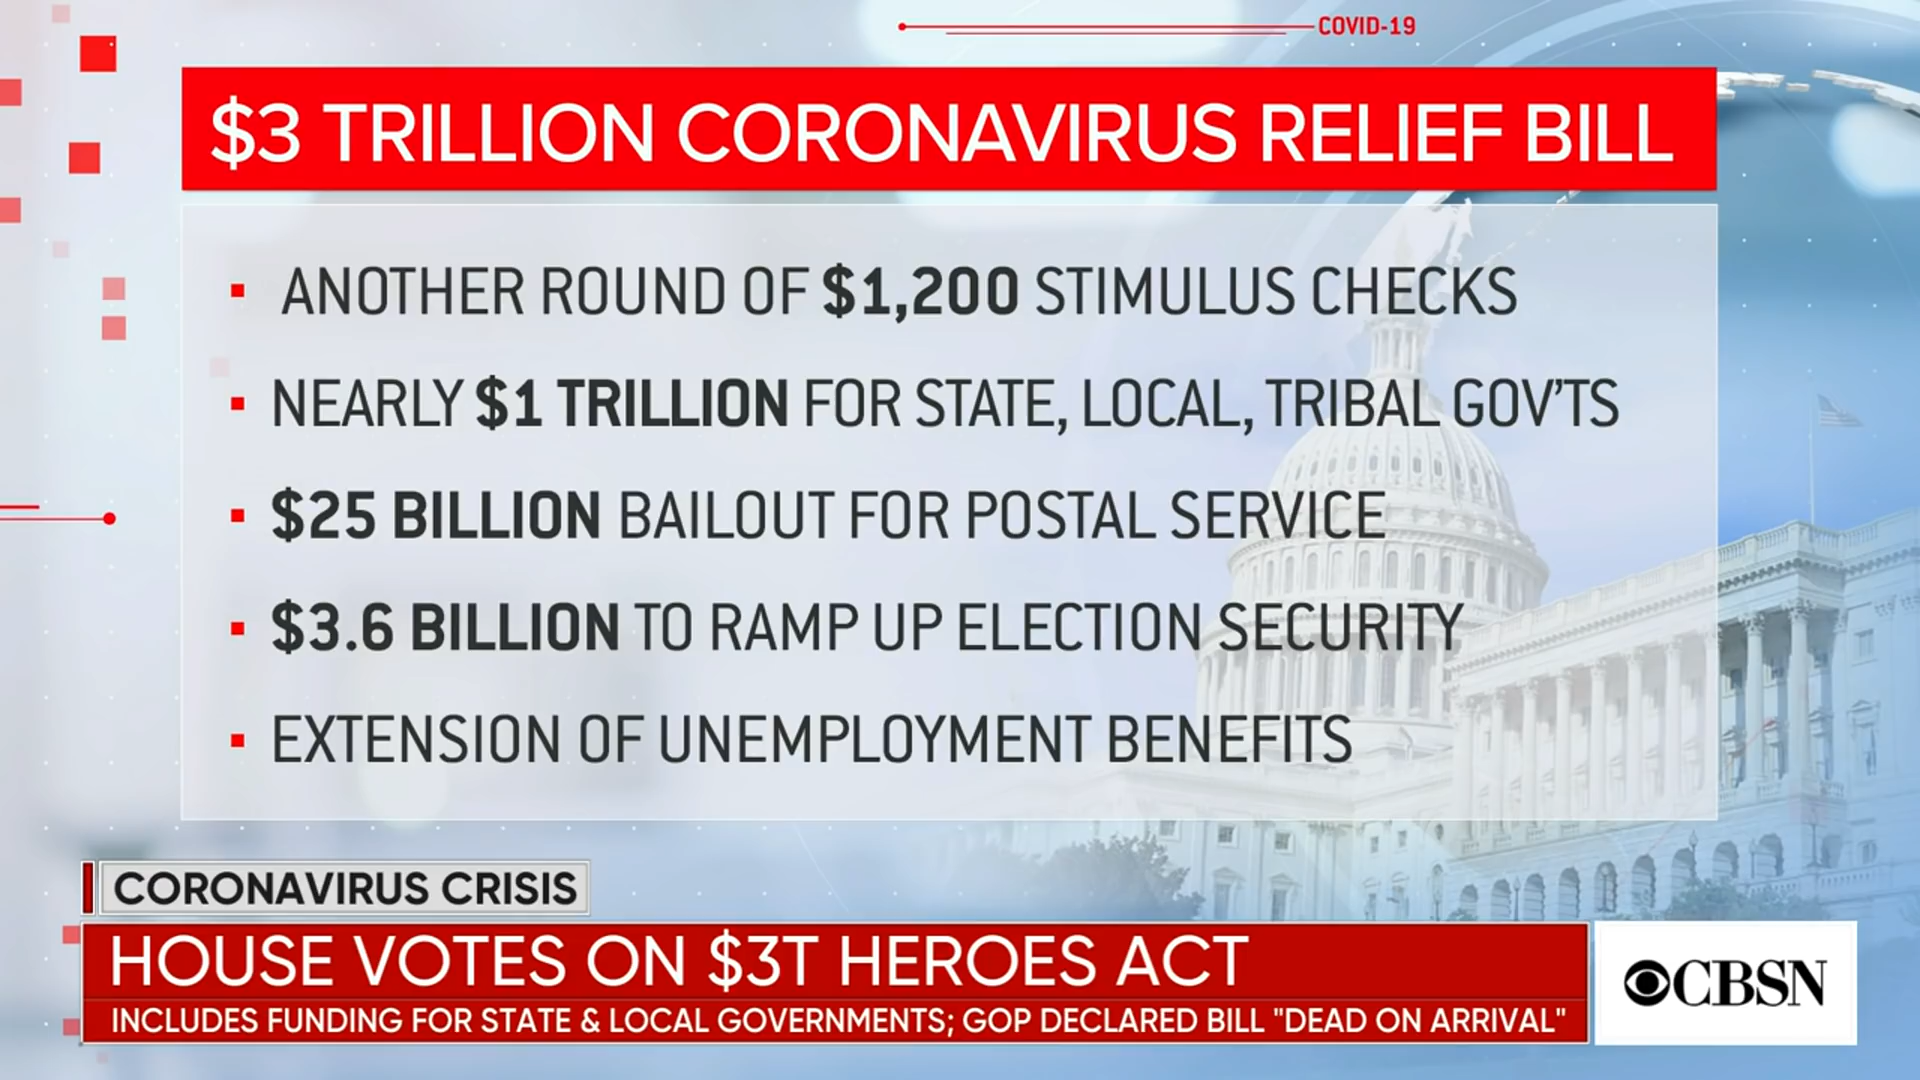 COVID-19
$3 TRILLION CORONAVIRUS RELIEF BILL
▪ ANOTHER ROUND OF $1,200 STIMULUS CHECKS
▪ NEARLY $1 TRILLION FOR STATE, LOCAL, TRIBAL GOV'TS
▪ $25 BILLION BAILOUT FOR POSTAL SERVICE
▪ $3.6 BILLION TO RAMP UP ELECTION SECURITY
▪ EXTENSION OF UNEMPLOYMENT BENEFITS
CORONAVIRUS CRISIS
HOUSE VOTES ON $3T HEROES ACT
INCLUDES FUNDING FOR STATE & LOCAL GOVERNMENTS; GOP DECLARED BILL "DEAD ON ARRIVAL"
CBSN